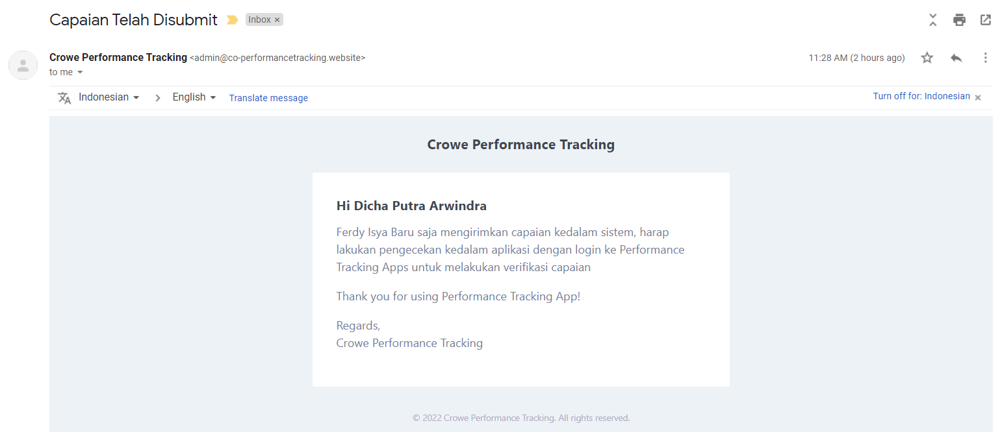 Capaian Telah Disubmit Inbox ×
Crowe Performance Tracking <admin@co-performancetracking.website> 11:28 AM (2 hours ago)
to me
Indonesian > English Translate message Turn off for: Indonesian ×
Crowe Performance Tracking
Hi Dicha Putra Arwindra
Ferdy Isya Baru saja mengirimkan capaian kedalam sistem, harap
lakukan pengecekan kedalam aplikasi dengan login ke Performance
Tracking Apps untuk melakukan verifikasi capaian
Thank you for using Performance Tracking App!
Regards,
Crowe Performance Tracking
© 2022 Crowe Performance Tracking. All rights reserved.